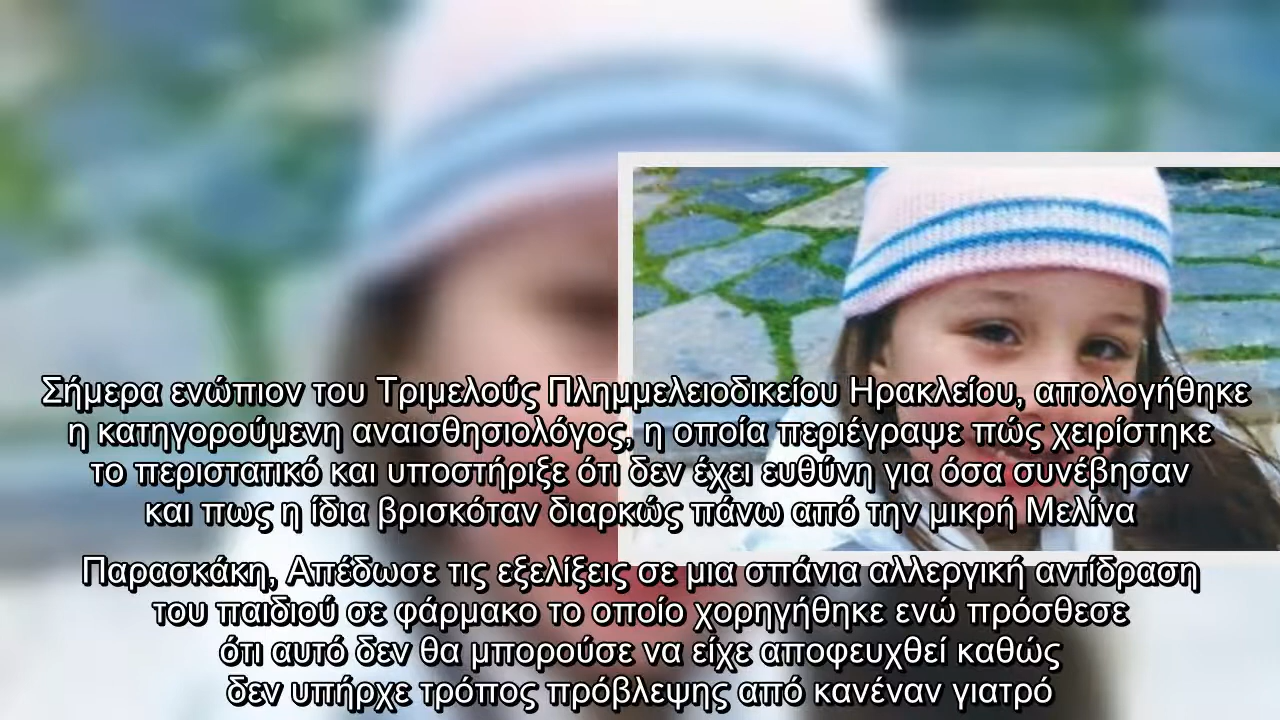 Σήμερα ενώπιον του Τριμελούς Πλημμελειοδικείου Ηρακλείου, απολογήθηκε
η κατηγορούμενη αναισθησιολόγος, η οποία περιέγραψε πώς χειρίστηκε
το περιστατικό και υποστήριξε ότι δεν έχει ευθύνη για όσα συνέβησαν
και πως η ίδια βρισκόταν διαρκώς πάνω από την μικρή Μελίνα
Παρασκάκη, Απέδωσε τις εξελίξεις σε μια σπάνια αλλεργική αντίδραση
του παιδιού σε φάρμακο το οποίο χορηγήθηκε ενώ πρόσθεσε
ότι αυτό δεν θα μπορούσε να είχε αποφευχθεί καθώς
δεν υπήρχε τρόπος πρόβλεψης από κανέναν γιατρό